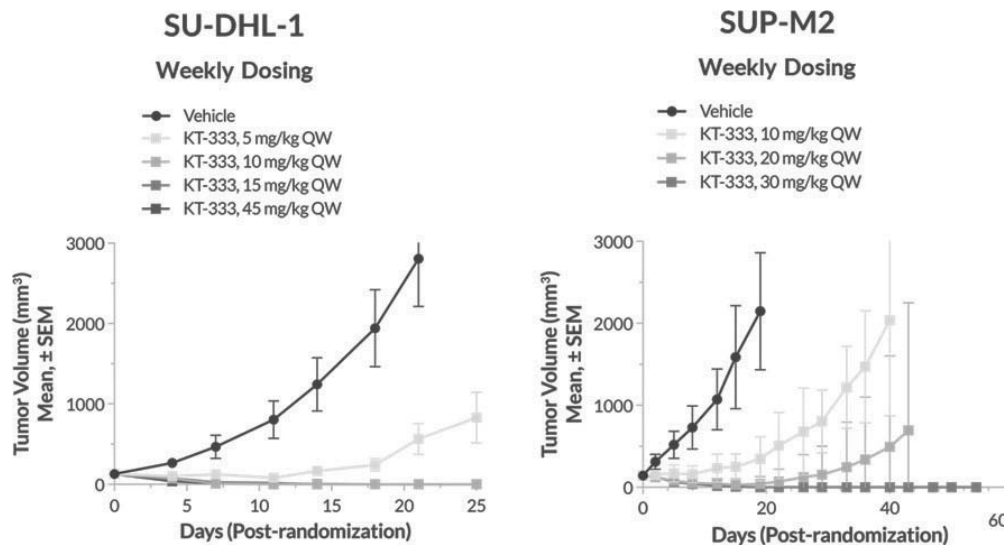 SU-DHL-1
Weekly Dosing
Vehicle
KT-333, 5 mg/kg QW
KT-333, 10 mg/kg QW
KT-333, 15 mg/kg QW
KT-333, 45 mg/kg QW
Tumor Volume (mm³)
Mean, ± SEM
3000
2000
1000
0
0
5
10
15
20
25
Days (Post-randomization)
SUP-M2
Weekly Dosing
Vehicle
KT-333, 10 mg/kg QW
KT-333, 20 mg/kg QW
KT-333, 30 mg/kg QW
Tumor Volume (mm³)
Mean, ± SEM
3000
2000
1000
0
0
20
40
60
Days (Post-randomization)